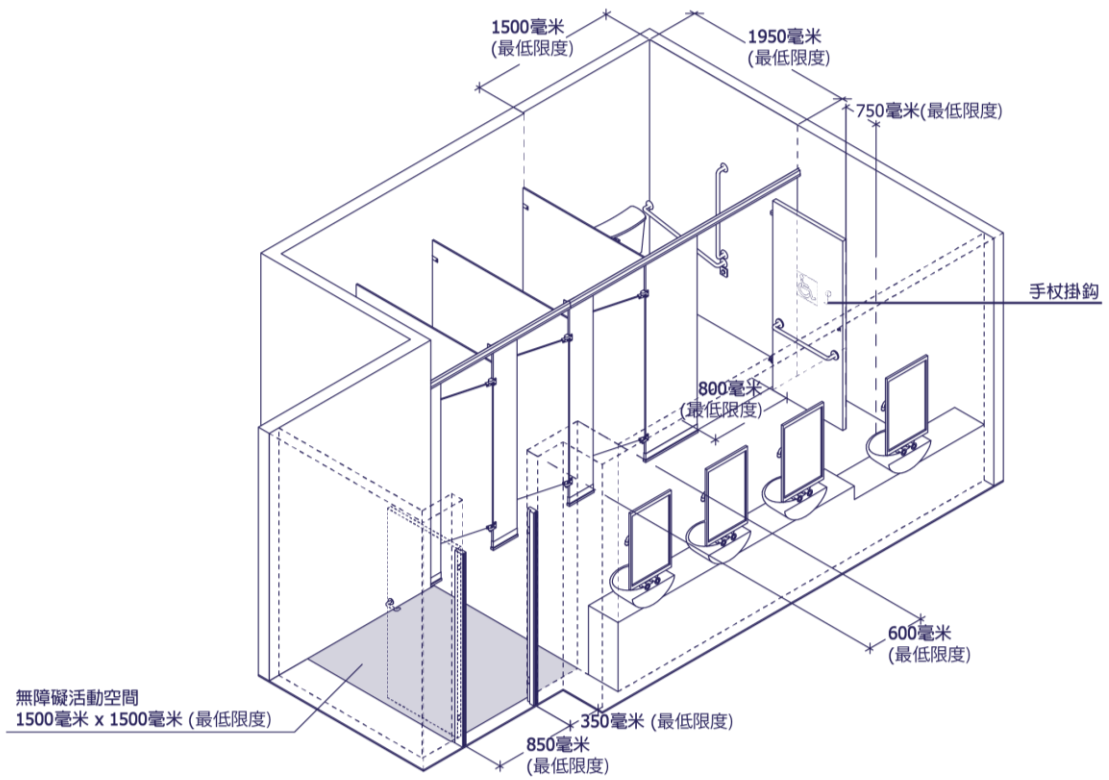 1500毫米
(最低限度)
1950毫米
(最低限度)
750毫米(最低限度)
手杖掛鈎
800毫米
(最低限度)
600毫米
(最低限度)
無障礙活動空間
1500毫米 x 1500毫米 (最低限度)
350毫米 (最低限度)
850毫米
(最低限度)